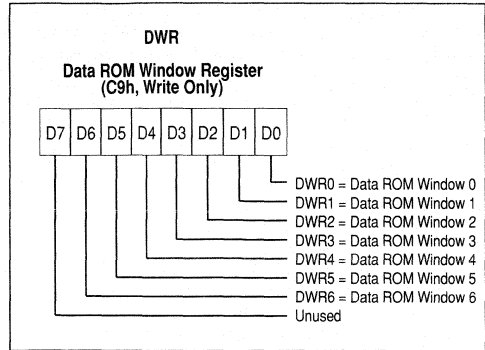 DWR
Data ROM Window Register
(C9h, Write Only)
D7 D6 D5 D4 D3 D2 D1 D0
DWR0 = Data ROM Window 0
DWR1 = Data ROM Window 1
DWR2 = Data ROM Window 2
DWR3 = Data ROM Window 3
DWR4 = Data ROM Window 4
DWR5 = Data ROM Window 5
DWR6 = Data ROM Window 6
Unused